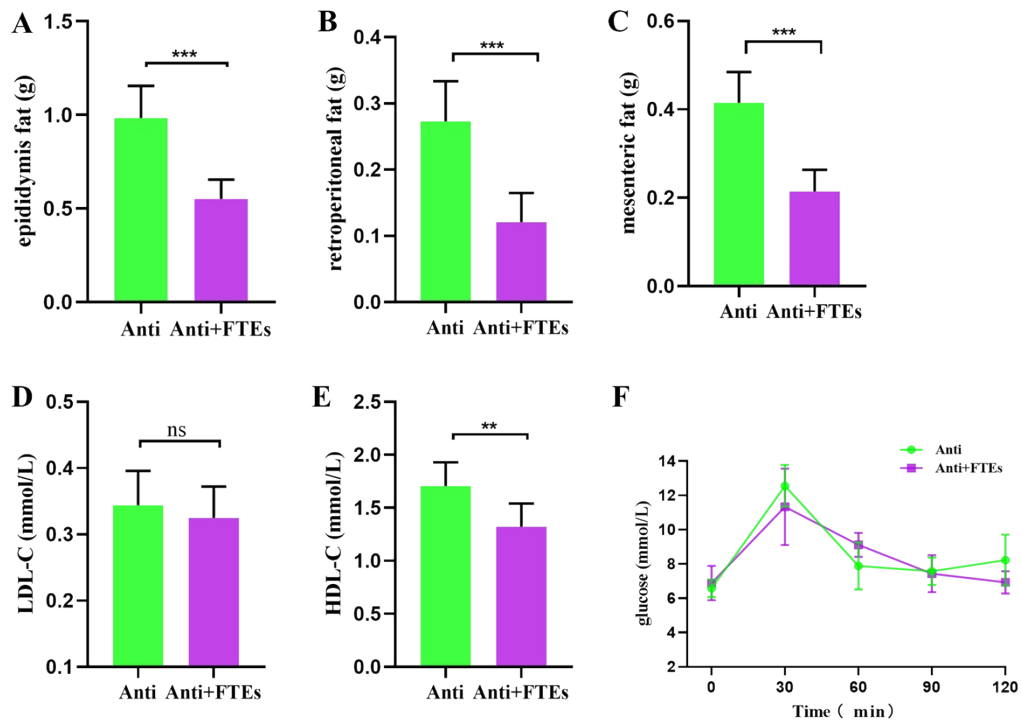 A
epididymis fat (g)
1.5
1.0
0.5
0.0
***
Anti Anti+FTEs
B
retroperitoneal fat (g)
0.4
0.3
0.2
0.1
0.0
***
Anti Anti+FTEs
C
mesenteric fat (g)
0.6
0.4
0.2
0.0
***
Anti Anti+FTEs
D
LDL-C (mmol/L)
0.5
0.4
0.3
0.2
0.1
ns
Anti Anti+FTEs
E
HDL-C (mmol/L)
2.5
2.0
1.5
1.0
0.5
0.0
**
Anti Anti+FTEs
F
Anti
Anti+FTEs
glucose (mmol/L)
14
12
10
8
6
4
2
0 30 60 90 120
Time（ min）